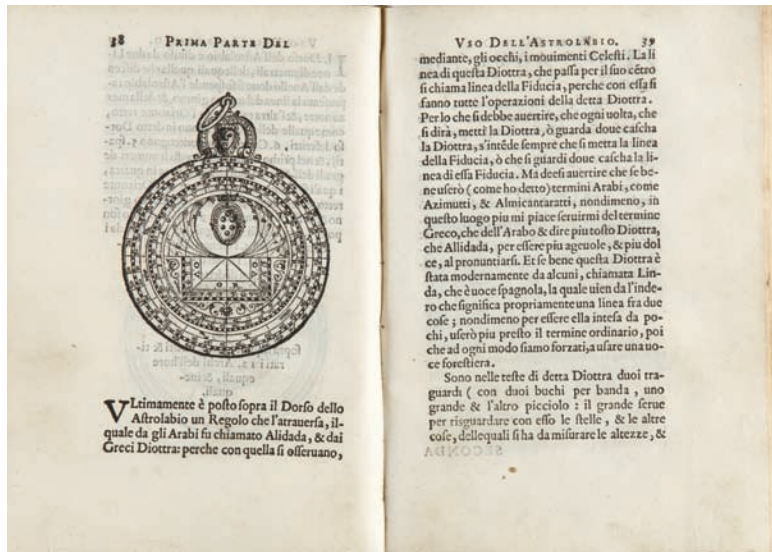 38 PRIMA PARTE DEL
VLtimamente è posto sopra il Dorso dello
Astrolabio un Regolo che l'atrauersa, il-
quale da gli Arabi fu chiamato Alidada, & dai
Greci Diottra: perche con quella si osseruano,
VSO DELL'ASTROLABIO. 39
mediante, gli occhi, i mouimenti Celesti. La li
nea di questa Diottra, che passa per il suo cẽtro
si chiama linea della Fiducia, perche con essa si
fanno tutte l'operazioni della detta Diottra.
Per lo che si debbe auertire, che ogni uolta, che
si dirà, metti la Diottra, ò guarda doue cascha
la Diottra, s'intẽde sempre che si metta la linea
della Fiducia, ò che si guardi doue casca la li-
nea di essa Fiducia. Ma deesi auertire che se be-
ne userò (come ho detto) termini Arabi, come
Azimutti, & Almicantaratti, nondimeno, in
questo luogo piu mi piace seruirmi del termine
Greco, che dell'Arabo & dire piu tosto Diottra,
che Allidada, per essere piu ageuole, & piu dol
ce, al pronuntiarsi. Et se bene questa Diottra è
stata modernamente da alcuni, chiamata Lin-
da, che è uoce spagnola, la quale uien da l'inde-
ro che significa propriamente una linea fra due
cose; nondimeno per essere ella intesa da po-
chi, userò piu presto il termine ordinario, poi
che ad ogni modo siamo forzati, a usare una uo-
ce forestiera.
Sono nelle teste di detta Diottra duoi tra-
guardi (con duoi buchi per banda, uno
grande & l'altro picciolo: il grande serue
per risguardare con esso le stelle, & le altre
cose, dellequali si ha da misurare le altezze, &